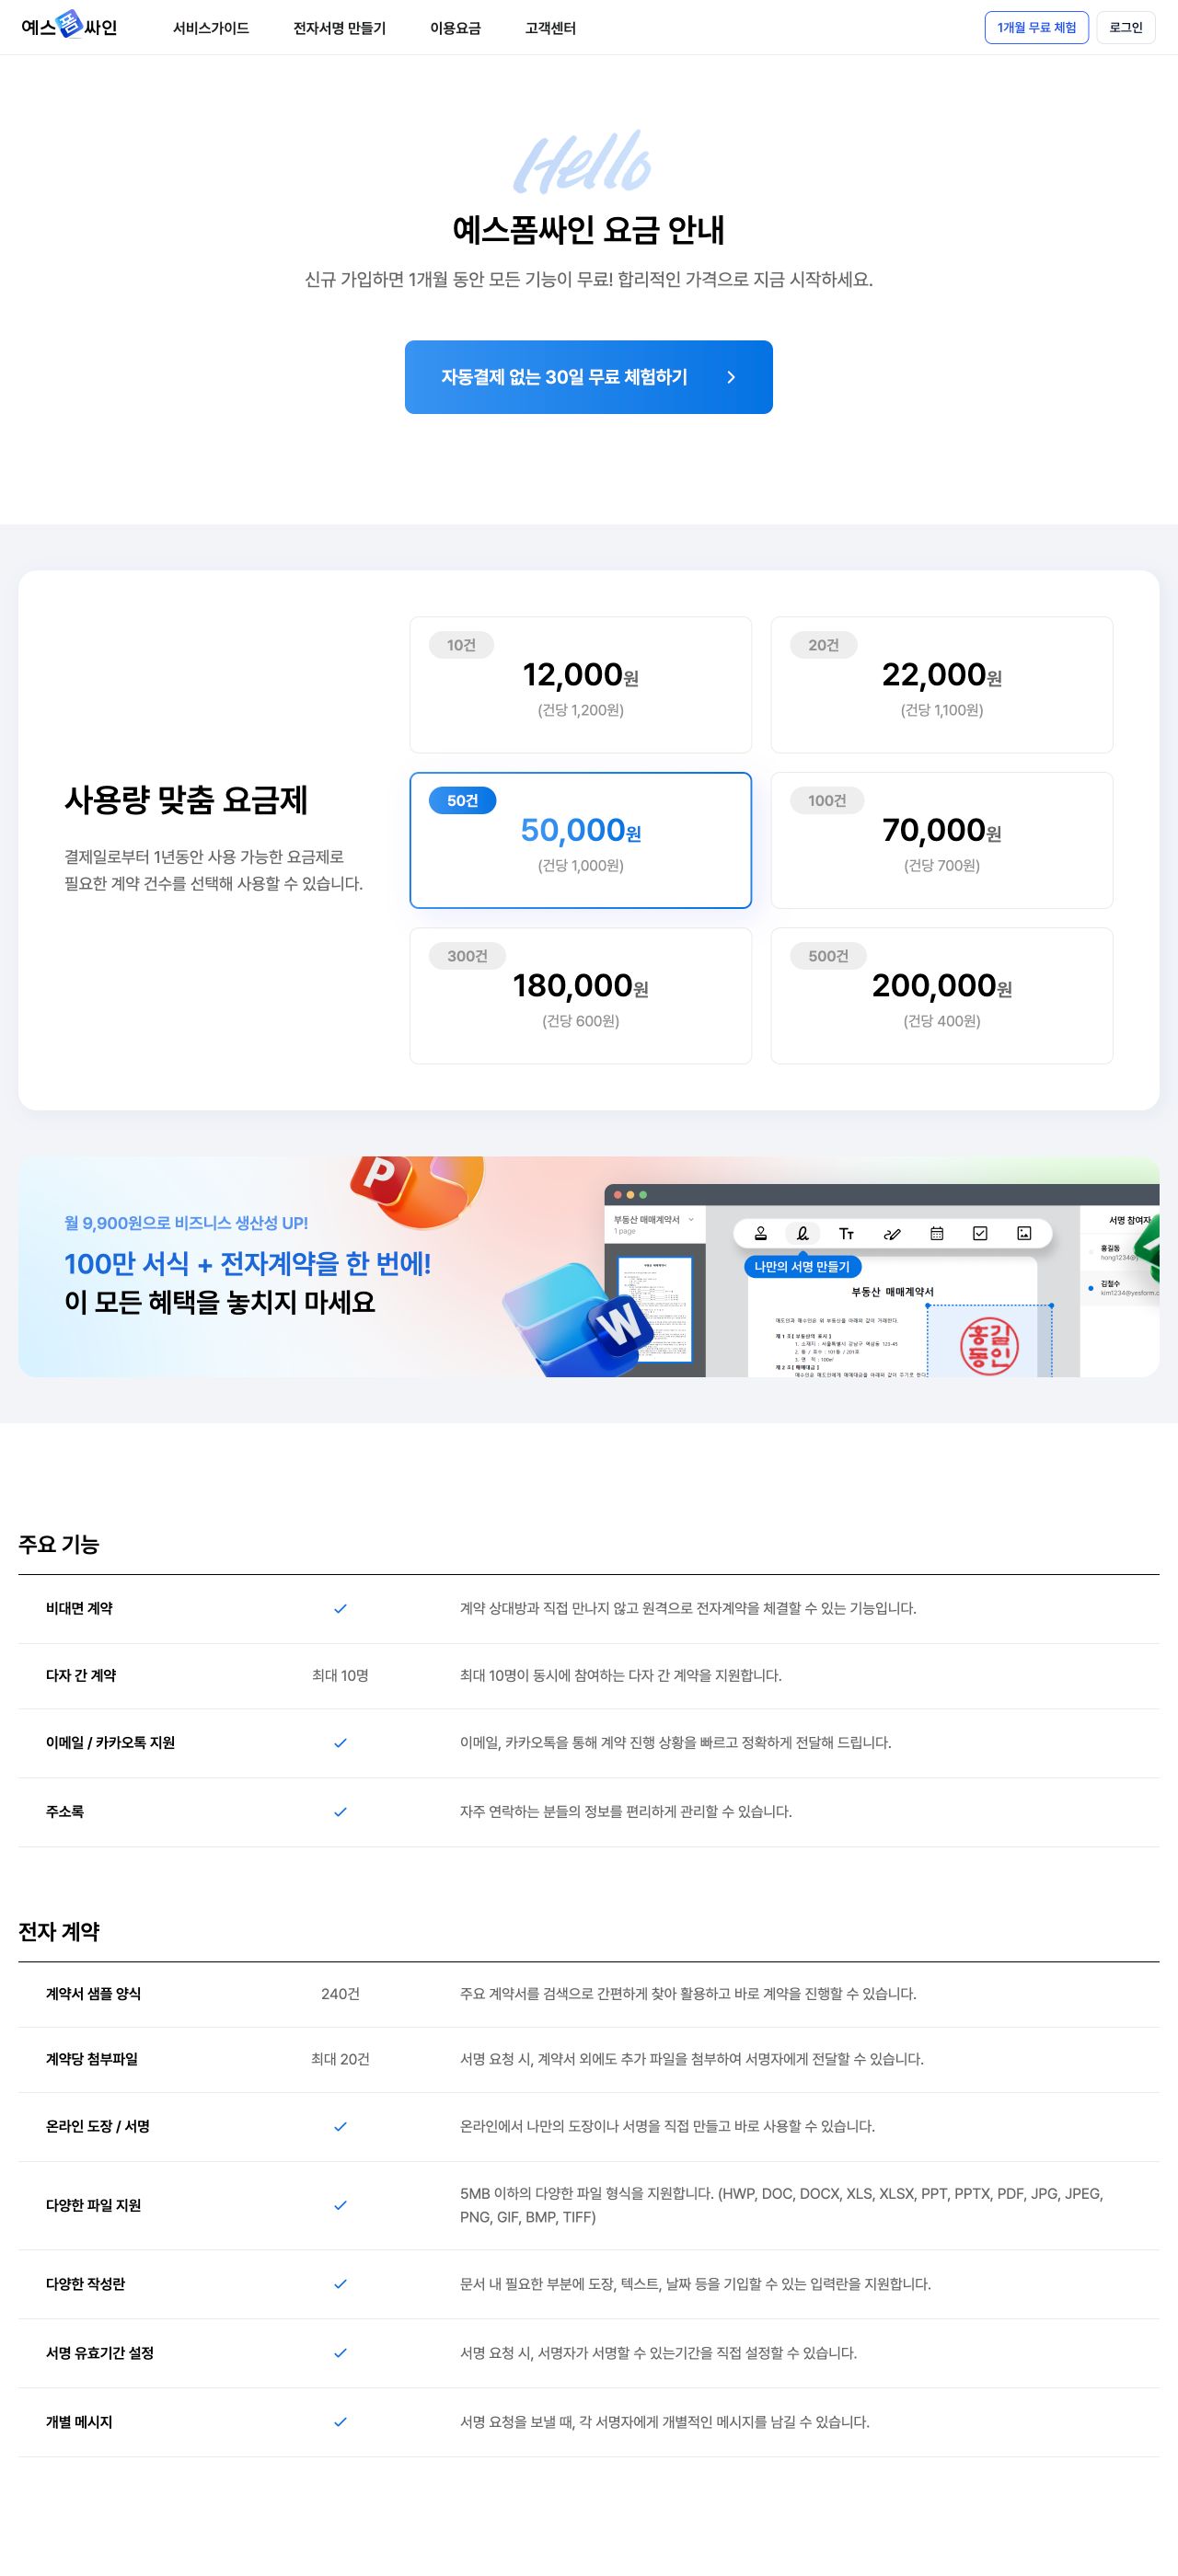 예스폼싸인
서비스가이드
전자서명 만들기
이용요금
고객센터
1개월 무료 체험
로그인
Hello
예스폼싸인 요금 안내
신규 가입하면 1개월 동안 모든 기능이 무료! 합리적인 가격으로 지금 시작하세요.
자동결제 없는 30일 무료 체험하기
사용량 맞춤 요금제
결제일로부터 1년동안 사용 가능한 요금제로
필요한 계약 건수를 선택해 사용할 수 있습니다.
10건
12,000원
(건당 1,200원)
20건
22,000원
(건당 1,100원)
50건
50,000원
(건당 1,000원)
100건
70,000원
(건당 700원)
300건
180,000원
(건당 600원)
500건
200,000원
(건당 400원)
월 9,900원으로 비즈니스 생산성 UP!
100만 서식 + 전자계약을 한 번에!
이 모든 혜택을 놓치지 마세요
P
W
부동산 매매계약서
1 page
나만의 서명 만들기
부동산 매매계약서
서명 참여자
홍길동
김철수
홍길
동인
주요 기능
비대면 계약
계약 상대방과 직접 만나지 않고 원격으로 전자계약을 체결할 수 있는 기능입니다.
다자 간 계약
최대 10명
최대 10명이 동시에 참여하는 다자 간 계약을 지원합니다.
이메일 / 카카오톡 지원
이메일, 카카오톡을 통해 계약 진행 상황을 빠르고 정확하게 전달해 드립니다.
주소록
자주 연락하는 분들의 정보를 편리하게 관리할 수 있습니다.
전자 계약
계약서 샘플 양식
240건
주요 계약서를 검색으로 간편하게 찾아 활용하고 바로 계약을 진행할 수 있습니다.
계약당 첨부파일
최대 20건
서명 요청 시, 계약서 외에도 추가 파일을 첨부하여 서명자에게 전달할 수 있습니다.
온라인 도장 / 서명
온라인에서 나만의 도장이나 서명을 직접 만들고 바로 사용할 수 있습니다.
다양한 파일 지원
5MB 이하의 다양한 파일 형식을 지원합니다. (HWP, DOC, DOCX, XLS, XLSX, PPT, PPTX, PDF, JPG, JPEG,
PNG, GIF, BMP, TIFF)
다양한 작성란
문서 내 필요한 부분에 도장, 텍스트, 날짜 등을 기입할 수 있는 입력란을 지원합니다.
서명 유효기간 설정
서명 요청 시, 서명자가 서명할 수 있는기간을 직접 설정할 수 있습니다.
개별 메시지
서명 요청을 보낼 때, 각 서명자에게 개별적인 메시지를 남길 수 있습니다.